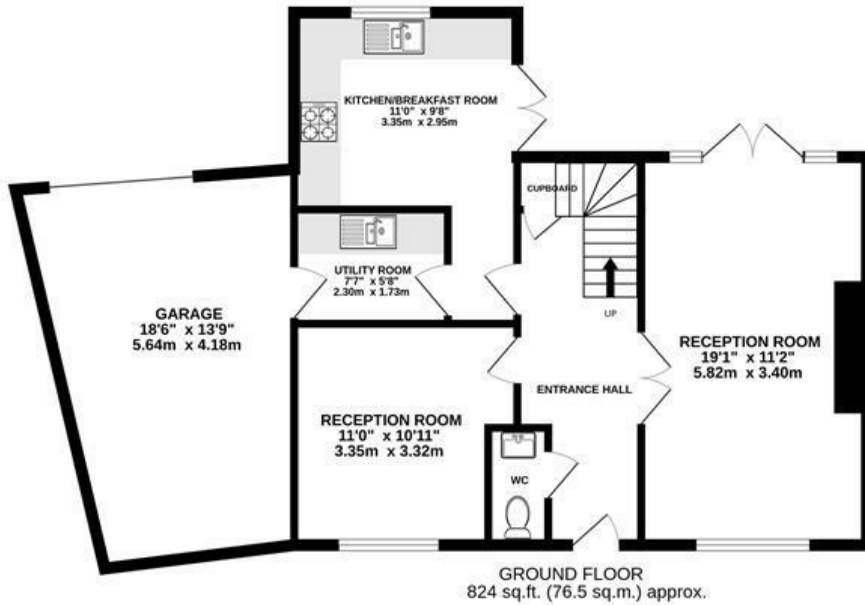 KITCHEN/BREAKFAST ROOM
11'0" x 9'8"
3.35m x 2.95m
CUPBOARD
UTILITY ROOM
7'7" x 5'8"
2.30m x 1.73m
UP
GARAGE
18'6" x 13'9"
5.64m x 4.18m
RECEPTION ROOM
19'1" x 11'2"
5.82m x 3.40m
ENTRANCE HALL
RECEPTION ROOM
11'0" x 10'11"
3.35m x 3.32m
WC
GROUND FLOOR
824 sq.ft. (76.5 sq.m.) approx.